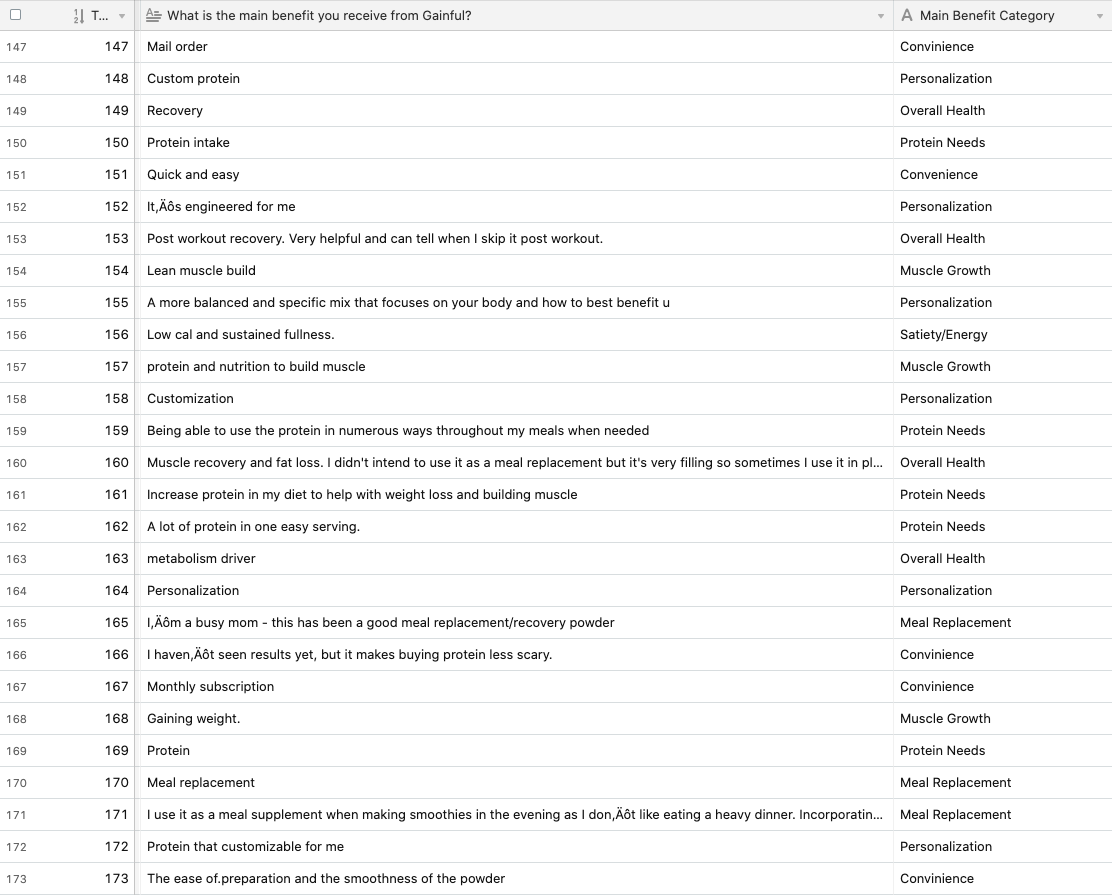 T... What is the main benefit you receive from Gainful? Main Benefit Category
147 147 Mail order Convinience
148 148 Custom protein Personalization
149 149 Recovery Overall Health
150 150 Protein intake Protein Needs
151 151 Quick and easy Convenience
152 152 It‚Äôs engineered for me Personalization
153 153 Post workout recovery. Very helpful and can tell when I skip it post workout. Overall Health
154 154 Lean muscle build Muscle Growth
155 155 A more balanced and specific mix that focuses on your body and how to best benefit u Personalization
156 156 Low cal and sustained fullness. Satiety/Energy
157 157 protein and nutrition to build muscle Muscle Growth
158 158 Customization Personalization
159 159 Being able to use the protein in numerous ways throughout my meals when needed Protein Needs
160 160 Muscle recovery and fat loss. I didn't intend to use it as a meal replacement but it's very filling so sometimes I use it in pl... Overall Health
161 161 Increase protein in my diet to help with weight loss and building muscle Protein Needs
162 162 A lot of protein in one easy serving. Protein Needs
163 163 metabolism driver Overall Health
164 164 Personalization Personalization
165 165 I‚Äôm a busy mom - this has been a good meal replacement/recovery powder Meal Replacement
166 166 I haven‚Äôt seen results yet, but it makes buying protein less scary. Convinience
167 167 Monthly subscription Convinience
168 168 Gaining weight. Muscle Growth
169 169 Protein Protein Needs
170 170 Meal replacement Meal Replacement
171 171 I use it as a meal supplement when making smoothies in the evening as I don‚Äôt like eating a heavy dinner. Incorporatin... Meal Replacement
172 172 Protein that customizable for me Personalization
173 173 The ease of.preparation and the smoothness of the powder Convinience